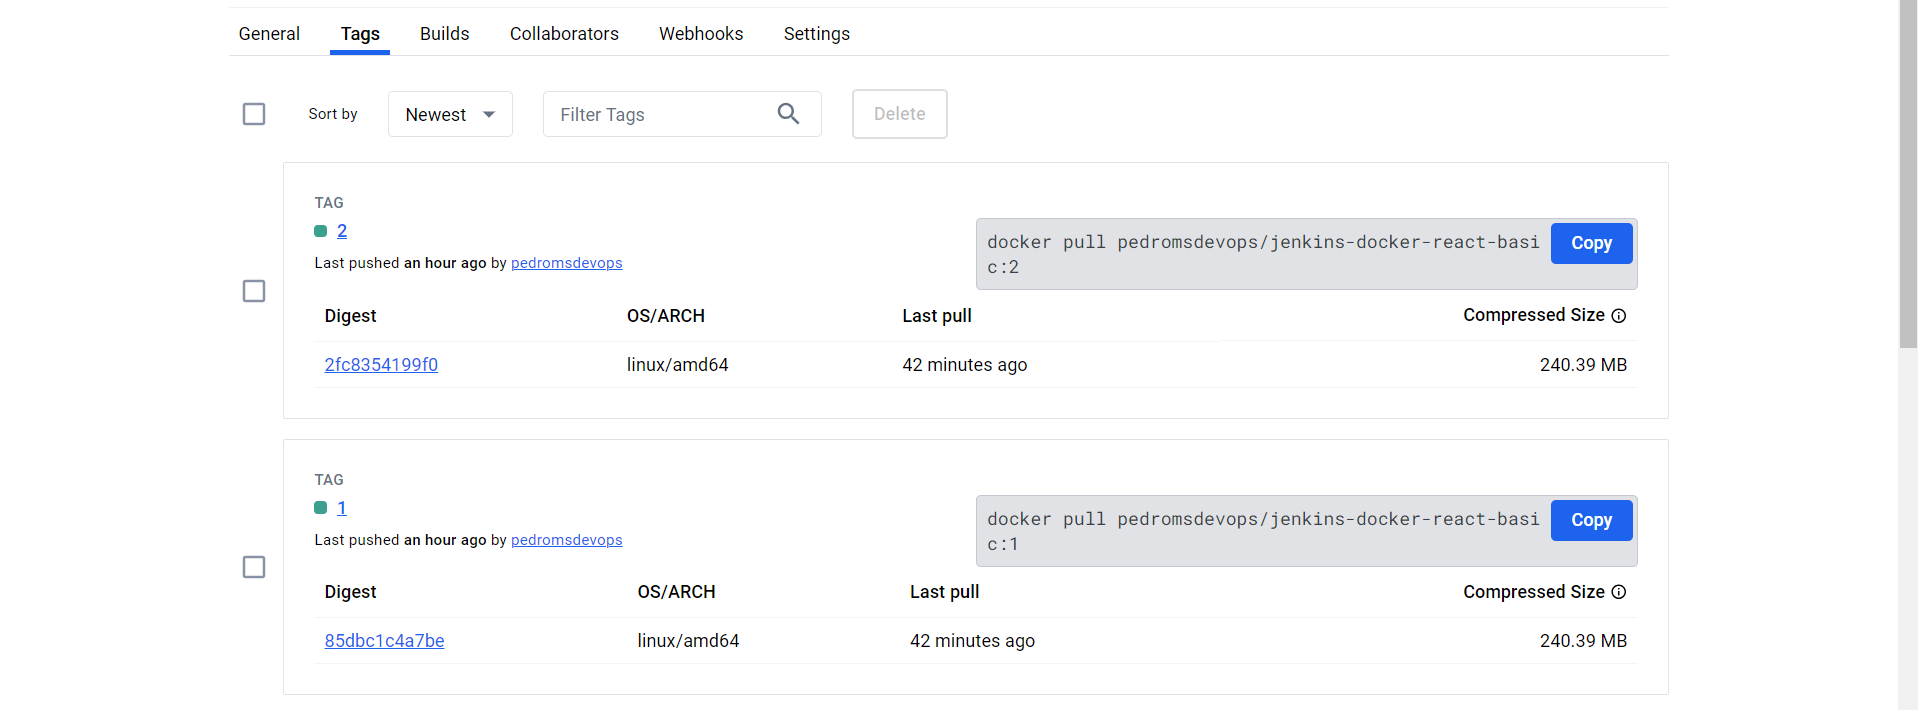 General Tags Builds Collaborators Webhooks Settings
Sort by Newest Filter Tags Delete
TAG
2
Last pushed an hour ago by pedromsdevops
docker pull pedromsdevops/jenkins-docker-react-basi
c:2
Copy
Digest OS/ARCH Last pull Compressed Size
2fc8354199f0 linux/amd64 42 minutes ago 240.39 MB
TAG
1
Last pushed an hour ago by pedromsdevops
docker pull pedromsdevops/jenkins-docker-react-basi
c:1
Copy
Digest OS/ARCH Last pull Compressed Size
85dbc1c4a7be linux/amd64 42 minutes ago 240.39 MB